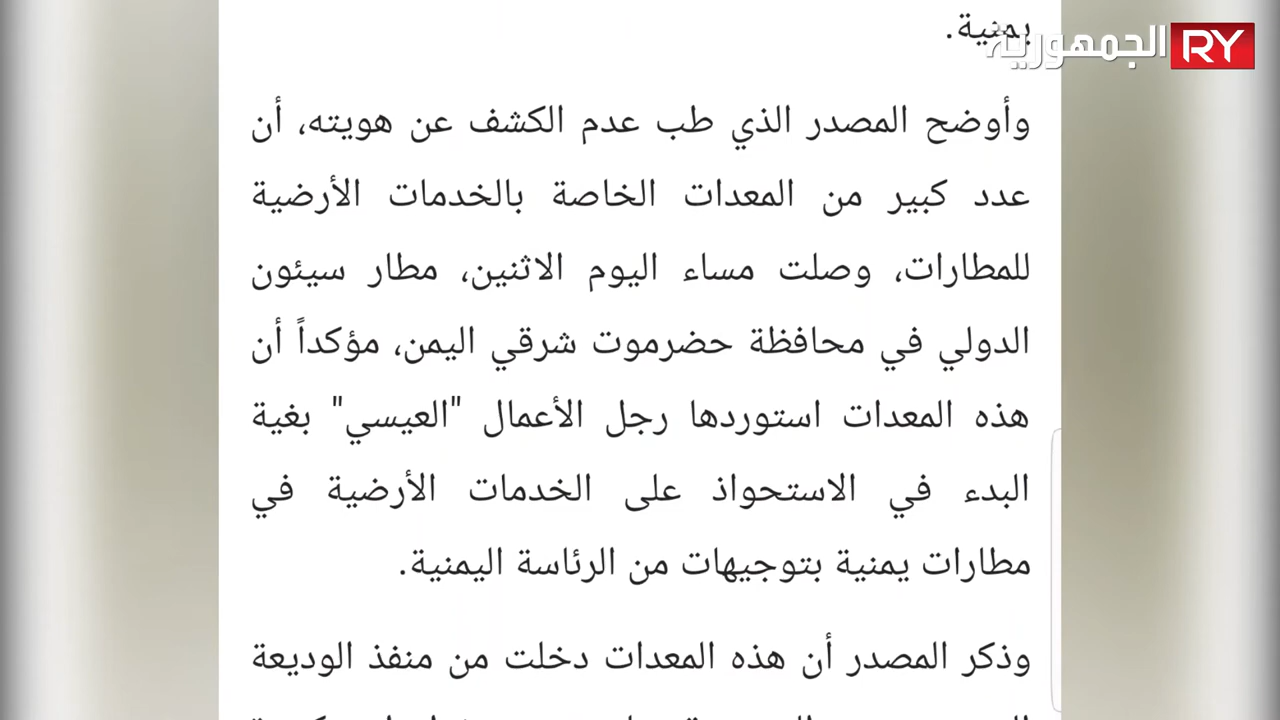 يمنية.
الجمهورية RY
وأوضح المصدر الذي طب عدم الكشف عن هويته، أن
عدد كبير من المعدات الخاصة بالخدمات الأرضية
للمطارات، وصلت مساء اليوم الاثنين، مطار سيئون
الدولي في محافظة حضرموت شرقي اليمن، مؤكداً أن
هذه المعدات استوردها رجل الأعمال "العيسي" بغية
البدء في الاستحواذ على الخدمات الأرضية في
مطارات يمنية بتوجيهات من الرئاسة اليمنية.
وذكر المصدر أن هذه المعدات دخلت من منفذ الوديعة